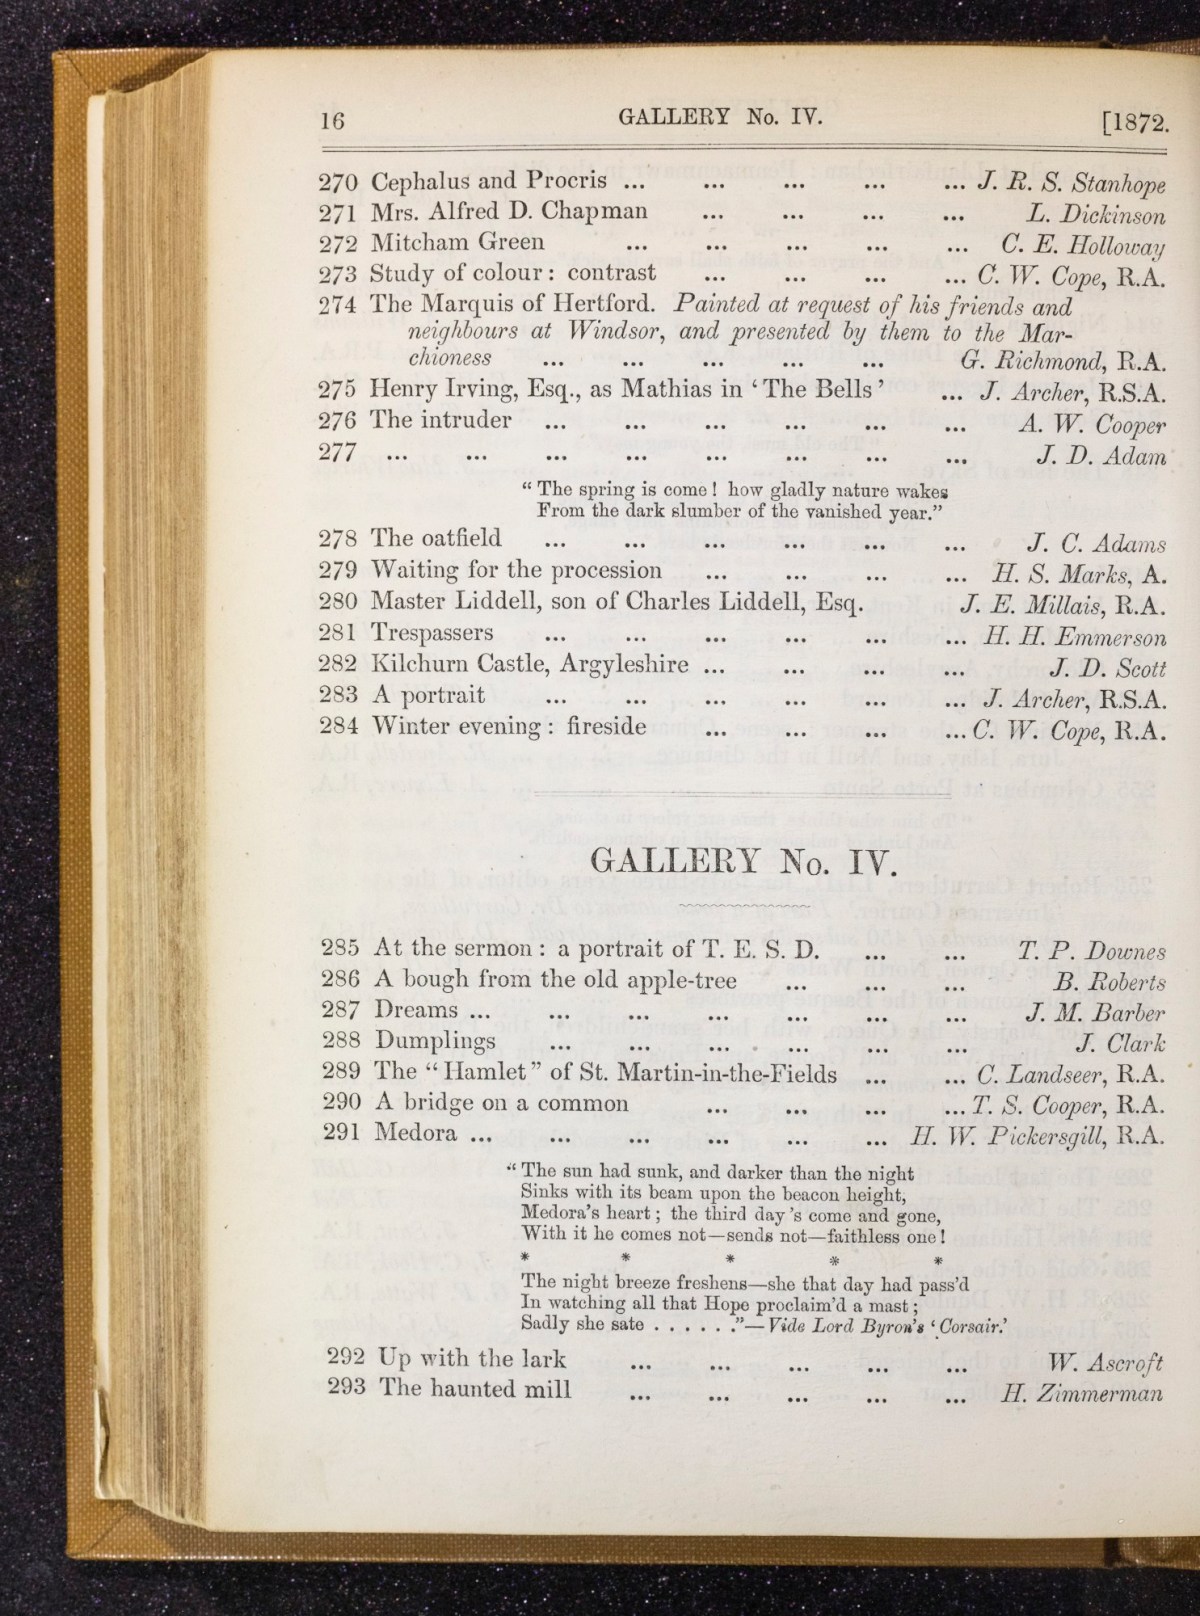 16 GALLERY No. IV. [1872.
270 Cephalus and Procris ... ... ... ... ... J. R. S. Stanhope
271 Mrs. Alfred D. Chapman ... ... ... ... L. Dickinson
272 Mitcham Green ... ... ... ... ... C. E. Holloway
273 Study of colour : contrast ... ... ... ... C. W. Cope, R.A.
274 The Marquis of Hertford. Painted at request of his friends and
neighbours at Windsor, and presented by them to the Mar-
chioness ... ... ... ... ... G. Richmond, R.A.
275 Henry Irving, Esq., as Mathias in ‘ The Bells ’ ... J. Archer, R.S.A.
276 The intruder ... ... ... ... ... ... A. W. Cooper
277 ... ... ... ... ... ... ... ... J. D. Adam
“ The spring is come ! how gladly nature wakes
From the dark slumber of the vanished year.”
278 The oatfield ... ... ... ... ... ... J. C. Adams
279 Waiting for the procession ... ... ... ... H. S. Marks, A.
280 Master Liddell, son of Charles Liddell, Esq. J. E. Millais, R.A.
281 Trespassers ... ... ... ... ... ... H. H. Emmerson
282 Kilchurn Castle, Argyleshire ... ... ... ... J. D. Scott
283 A portrait ... ... ... ... ... ... J. Archer, R.S.A.
284 Winter evening : fireside ... ... ... ... C. W. Cope, R.A.
GALLERY No. IV.
285 At the sermon : a portrait of T. E. S. D. ... ... T. P. Downes
286 A bough from the old apple-tree ... ... ... B. Roberts
287 Dreams ... ... ... ... ... ... ... J. M. Barber
288 Dumplings ... ... ... ... ... ... J. Clark
289 The “ Hamlet ” of St. Martin-in-the-Fields ... ... C. Landseer, R.A.
290 A bridge on a common ... ... ... ... T. S. Cooper, R.A.
291 Medora ... ... ... ... ... ... H. W. Pickersgill, R.A.
“ The sun had sunk, and darker than the night
Sinks with its beam upon the beacon height,
Medora’s heart ; the third day ’s come and gone,
With it he comes not—sends not—faithless one !
* * * * *
The night breeze freshens—she that day had pass’d
In watching all that Hope proclaim’d a mast ;
Sadly she sate . . . . . .”—Vide Lord Byron’s ‘ Corsair.’
292 Up with the lark ... ... ... ... ... W. Ascroft
293 The haunted mill ... ... ... ... ... H. Zimmerman